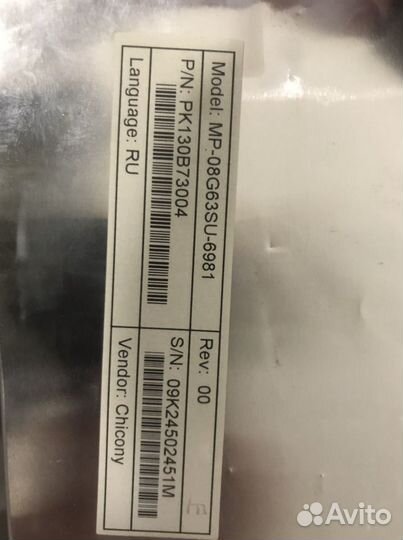 Model: MP-08G63SU-6981
Rev: 00
P/N: PK130B73004
S/N: 09K24502451M
Language: RU
Vendor: Chicony
Avito